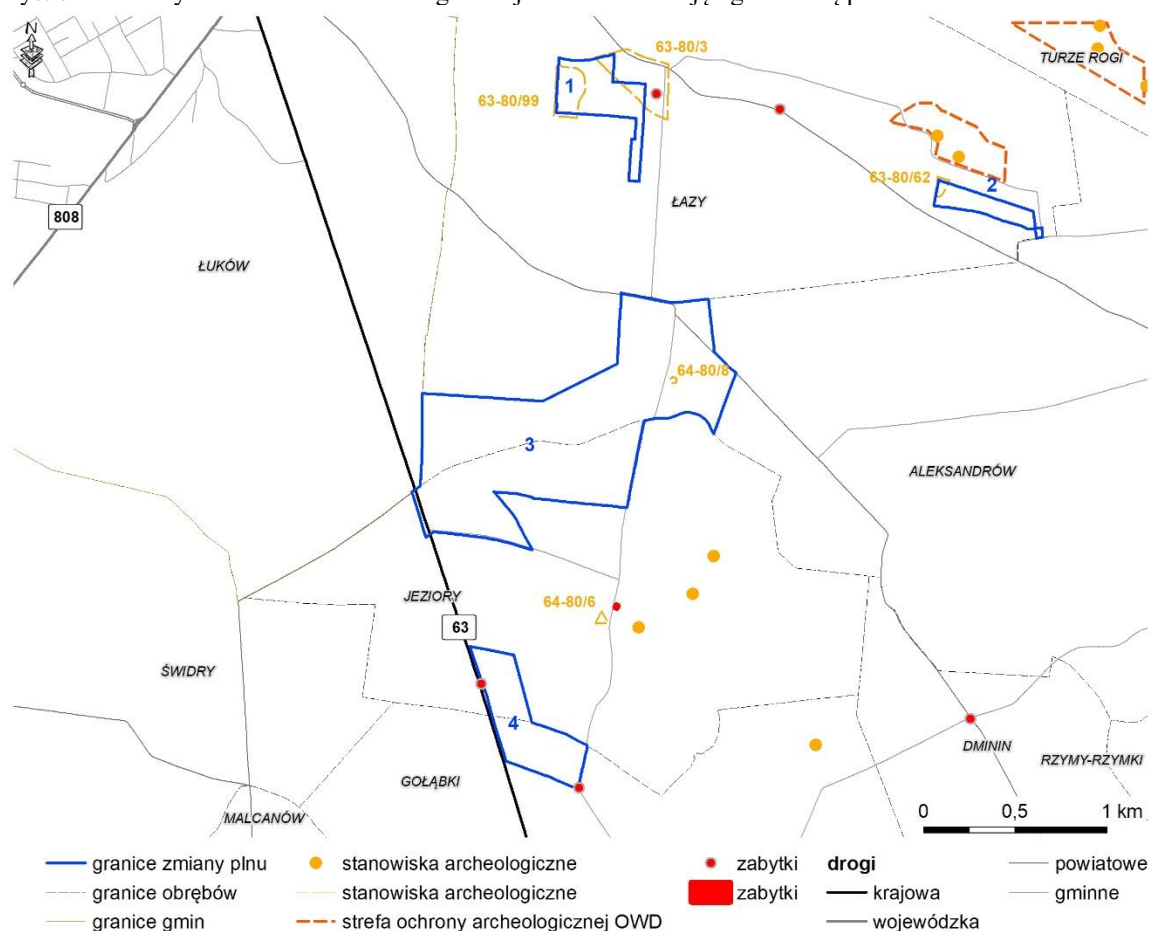 N
63-80/3
TURZE ROGI
1
63-80/99
63-80/62
2
808
ŁAZY
ŁUKÓW
64-80/8
3
ALEKSANDRÓW
JEZIORY
64-80/6
63
ŚWIDRY
4
DMININ
RZYMY-RZYMKI
GOŁĄBKI
MALCANÓW
0 0,5 1 km
granice zmiany plnu stanowiska archeologiczne zabytki drogi powiatowe
granice obrębów stanowiska archeologiczne zabytki krajowa gminne
granice gmin strefa ochrony archeologicznej OWD wojewódzka